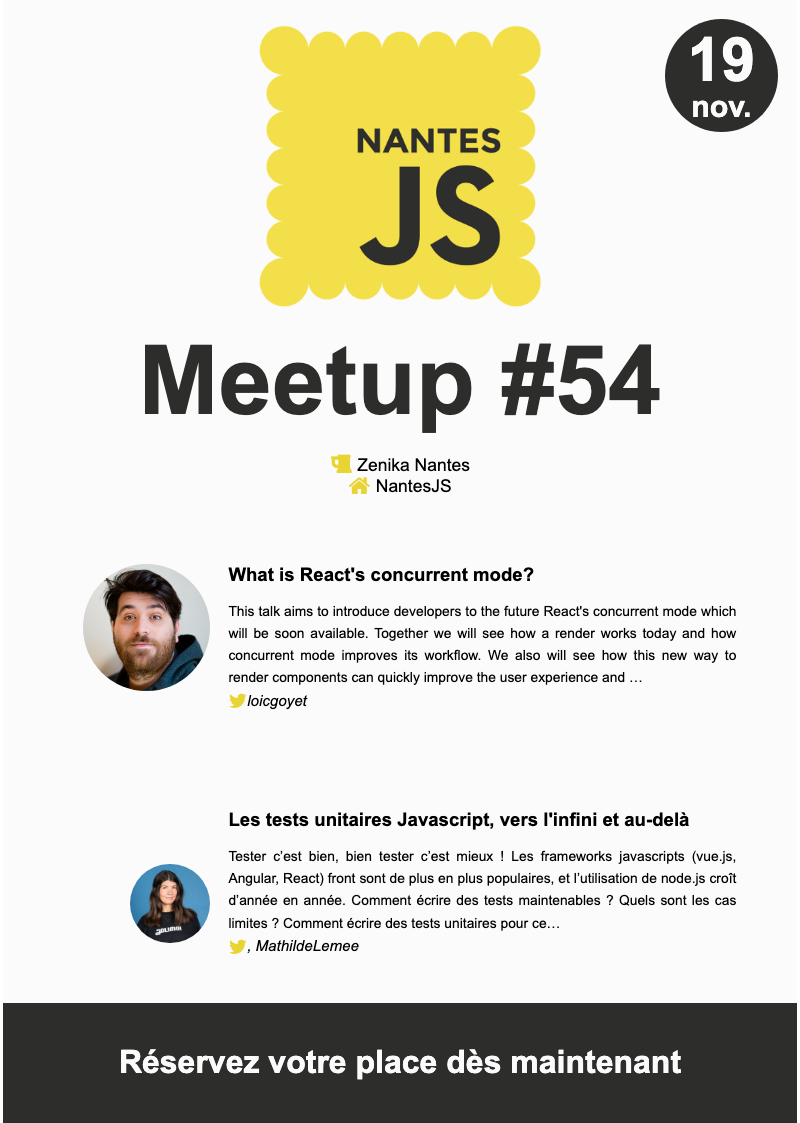 19
nov.
NANTES
JS
Meetup #54
Zenika Nantes
NantesJS
What is React's concurrent mode?
This talk aims to introduce developers to the future React's concurrent mode which
will be soon available. Together we will see how a render works today and how
concurrent mode improves its workflow. We also will see how this new way to
render components can quickly improve the user experience and …
loicgoyet
Les tests unitaires Javascript, vers l'infini et au-delà
Tester c’est bien, bien tester c’est mieux ! Les frameworks javascripts (vue.js,
Angular, React) front sont de plus en plus populaires, et l’utilisation de node.js croît
d’année en année. Comment écrire des tests maintenables ? Quels sont les cas
limites ? Comment écrire des tests unitaires pour ce…
, MathildeLemee
Réservez votre place dès maintenant